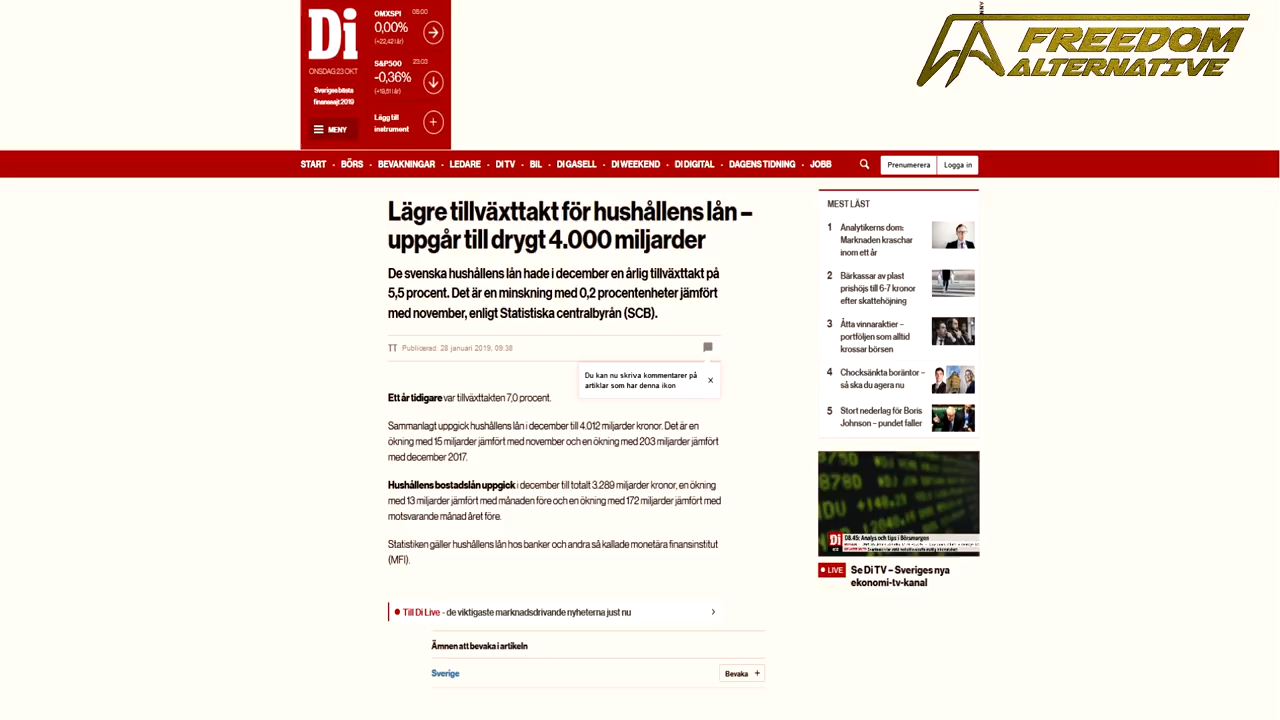 Di
ONSDAG 23 OKT
Sveriges bästa
finanssajt 2019
MENY
OMXSPI 08:00
0,00%
(+22,42 i år)
S&P500 23:03
-0,36%
(+19,51 i år)
Lägg till
instrument
ANN
FREEDOM
ALTERNATIVE
START • BÖRS • BEVAKNINGAR • LEDARE • DI TV • BIL • DI GASELL • DI WEEKEND • DI DIGITAL • DAGENS TIDNING • JOBB
Prenumerera Logga in
Lägre tillväxttakt för hushållens lån –
uppgår till drygt 4.000 miljarder
De svenska hushållens lån hade i december en årlig tillväxttakt på
5,5 procent. Det är en minskning med 0,2 procentenheter jämfört
med november, enligt Statistiska centralbyrån (SCB).
TT Publicerad: 28 januari 2019, 09:38
Du kan nu skriva kommentarer på
artiklar som har denna ikon
X
Ett år tidigare var tillväxttakten 7,0 procent.
Sammanlagt uppgick hushållens lån i december till 4.012 miljarder kronor. Det är en
ökning med 15 miljarder jämfört med november och en ökning med 203 miljarder jämfört
med december 2017.
Hushållens bostadslån uppgick i december till totalt 3.289 miljarder kronor, en ökning
med 13 miljarder jämfört med månaden före och en ökning med 172 miljarder jämfört med
motsvarande månad året före.
Statistiken gäller hushållens lån hos banker och andra så kallade monetära finansinstitut
(MFI).
Till Di Live - de viktigaste marknadsdrivande nyheterna just nu
Ämnen att bevaka i artikeln
Sverige
Bevaka +
MEST LÄST
1 Analytikerns dom:
Marknaden kraschar
inom ett år
2 Bärkassar av plast
prishöjs till 6-7 kronor
efter skattehöjning
3 Åtta vinnaraktier –
portföljen som alltid
krossar börsen
4 Chocksänkta boräntor –
så ska du agera nu
5 Stort nederlag för Boris
Johnson – pundet faller
Di
08.45: Analys och tips i Börsmorgon
LIVE
Se Di TV – Sveriges nya
ekonomi-tv-kanal